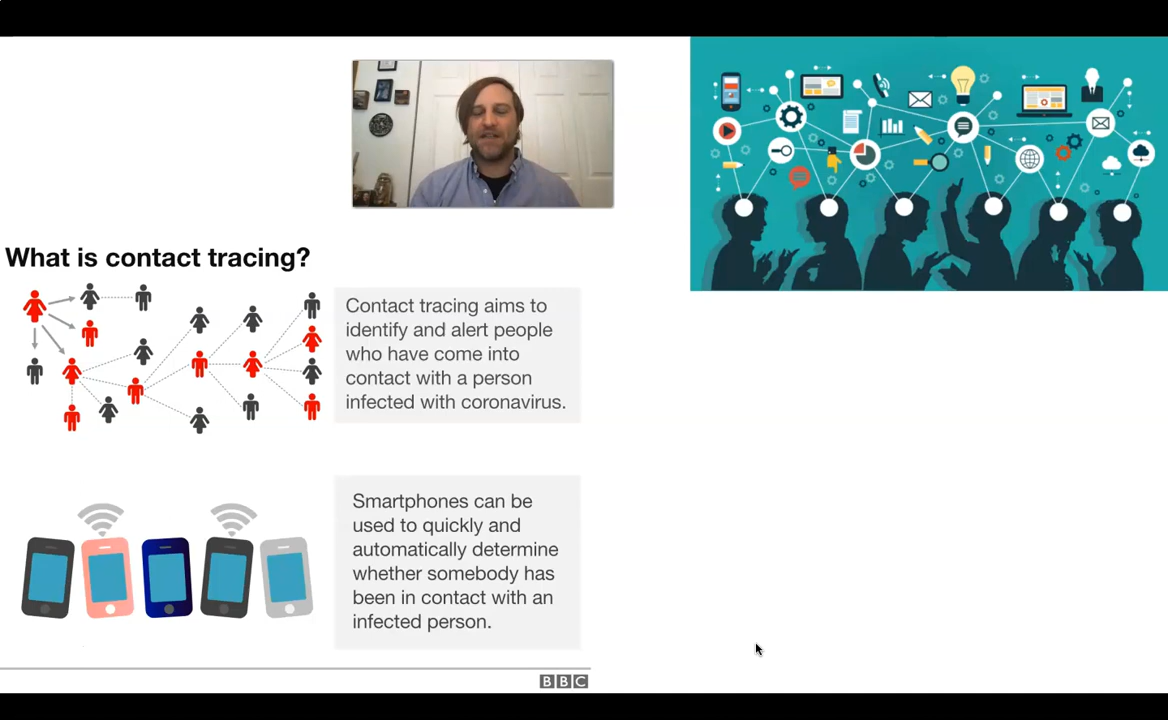 What is contact tracing?
Contact tracing aims to
identify and alert people
who have come into
contact with a person
infected with coronavirus.
Smartphones can be
used to quickly and
automatically determine
whether somebody has
been in contact with an
infected person.
BBC